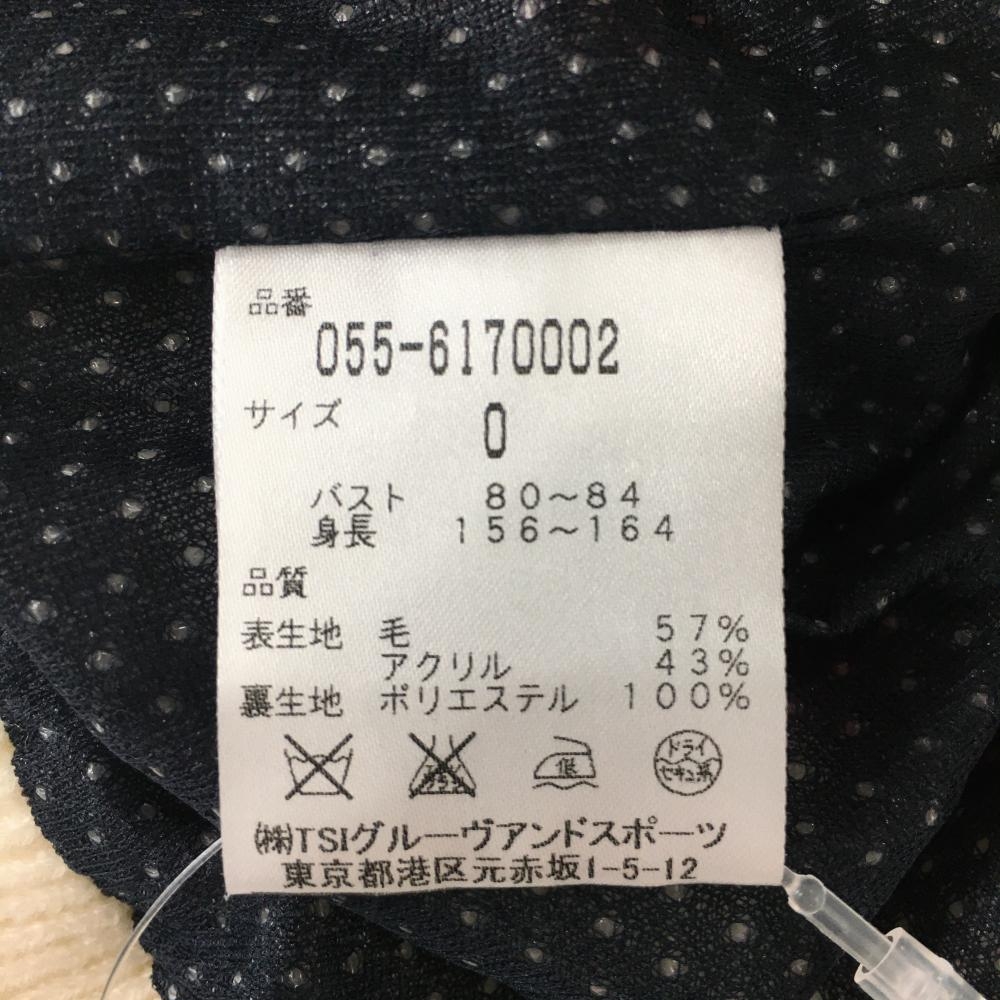 品番
055-6170002
サイズ 0
バスト 80～84
身長 156～164
品質
表生地 毛 57%
アクリル 43%
裏生地 ポリエステル 100%
低 ドライ
セキユ系
㈱TSIグルーヴアンドスポーツ
東京都港区元赤坂1-5-12